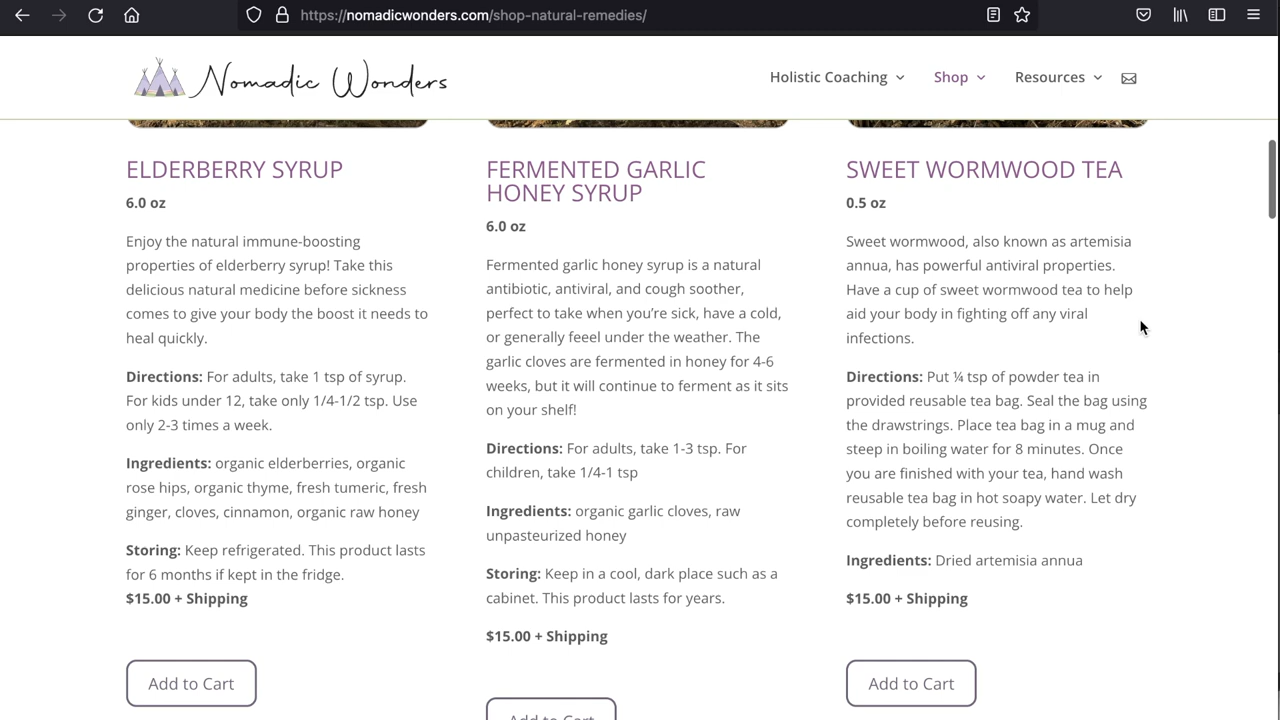 https://nomadicwonders.com/shop-natural-remedies/
Nomadic Wonders
Holistic Coaching
Shop
Resources
ELDERBERRY SYRUP
6.0 oz
Enjoy the natural immune-boosting
properties of elderberry syrup! Take this
delicious natural medicine before sickness
comes to give your body the boost it needs to
heal quickly.
Directions: For adults, take 1 tsp of syrup.
For kids under 12, take only 1/4-1/2 tsp. Use
only 2-3 times a week.
Ingredients: organic elderberries, organic
rose hips, organic thyme, fresh tumeric, fresh
ginger, cloves, cinnamon, organic raw honey
Storing: Keep refrigerated. This product lasts
for 6 months if kept in the fridge.
$15.00 + Shipping
Add to Cart
FERMENTED GARLIC
HONEY SYRUP
6.0 oz
Fermented garlic honey syrup is a natural
antibiotic, antiviral, and cough soother,
perfect to take when you're sick, have a cold,
or generally feeel under the weather. The
garlic cloves are fermented in honey for 4-6
weeks, but it will continue to ferment as it sits
on your shelf!
Directions: For adults, take 1-3 tsp. For
children, take 1/4-1 tsp
Ingredients: organic garlic cloves, raw
unpasteurized honey
Storing: Keep in a cool, dark place such as a
cabinet. This product lasts for years.
$15.00 + Shipping
Add to Cart
SWEET WORMWOOD TEA
0.5 oz
Sweet wormwood, also known as artemisia
annua, has powerful antiviral properties.
Have a cup of sweet wormwood tea to help
aid your body in fighting off any viral
infections.
Directions: Put ¼ tsp of powder tea in
provided reusable tea bag. Seal the bag using
the drawstrings. Place tea bag in a mug and
steep in boiling water for 8 minutes. Once
you are finished with your tea, hand wash
reusable tea bag in hot soapy water. Let dry
completely before reusing.
Ingredients: Dried artemisia annua
$15.00 + Shipping
Add to Cart